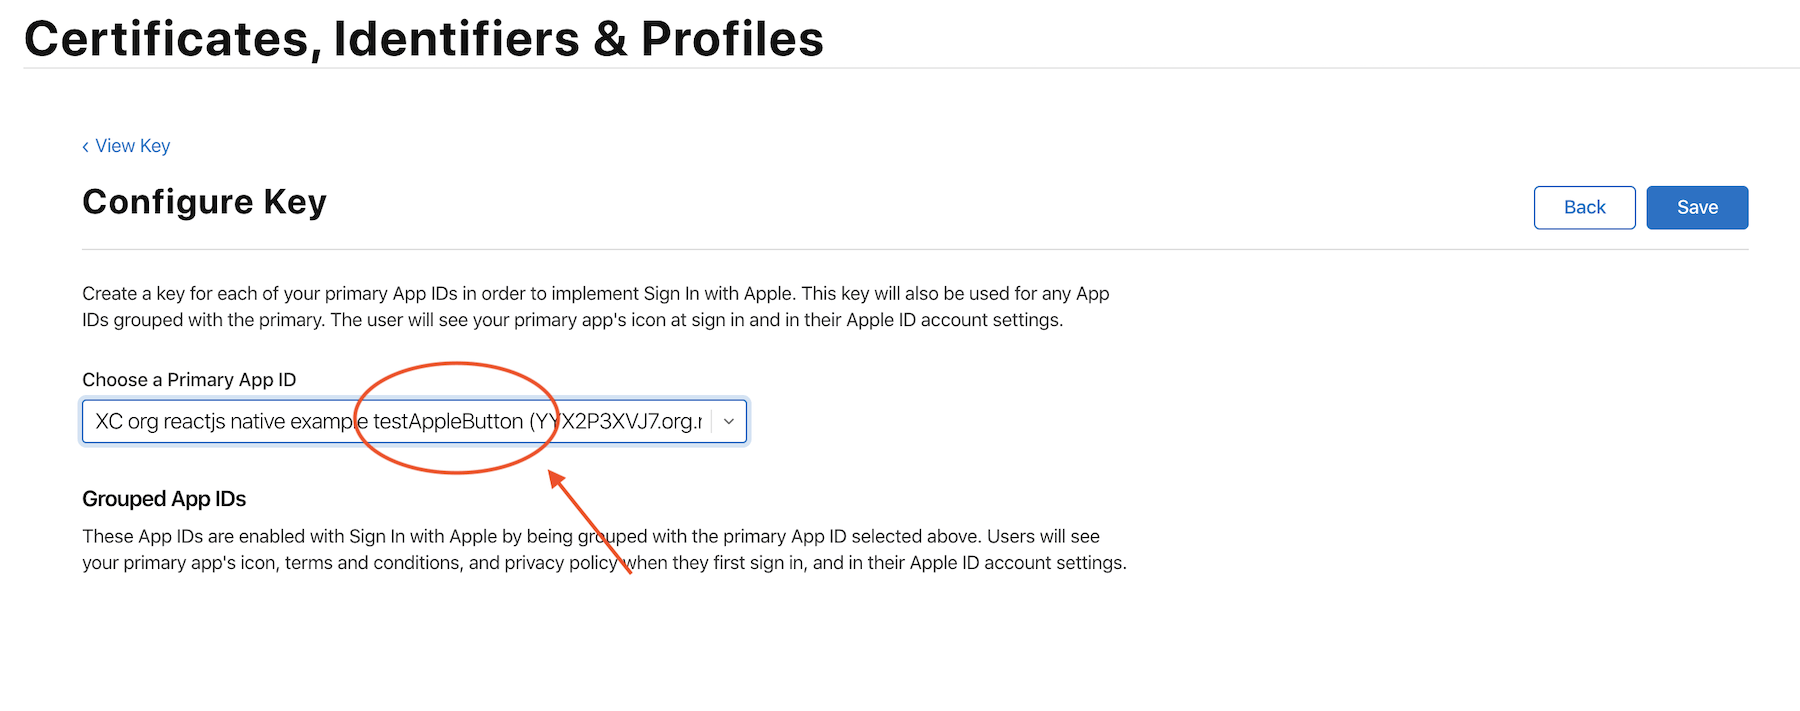 Certificates, Identifiers & Profiles
‹ View Key
Configure Key
Back
Save
Create a key for each of your primary App IDs in order to implement Sign In with Apple. This key will also be used for any App
IDs grouped with the primary. The user will see your primary app's icon at sign in and in their Apple ID account settings.
Choose a Primary App ID
XC org reactjs native example testAppleButton (YYX2P3XVJ7.org.r
Grouped App IDs
These App IDs are enabled with Sign In with Apple by being grouped with the primary App ID selected above. Users will see
your primary app's icon, terms and conditions, and privacy policy when they first sign in, and in their Apple ID account settings.